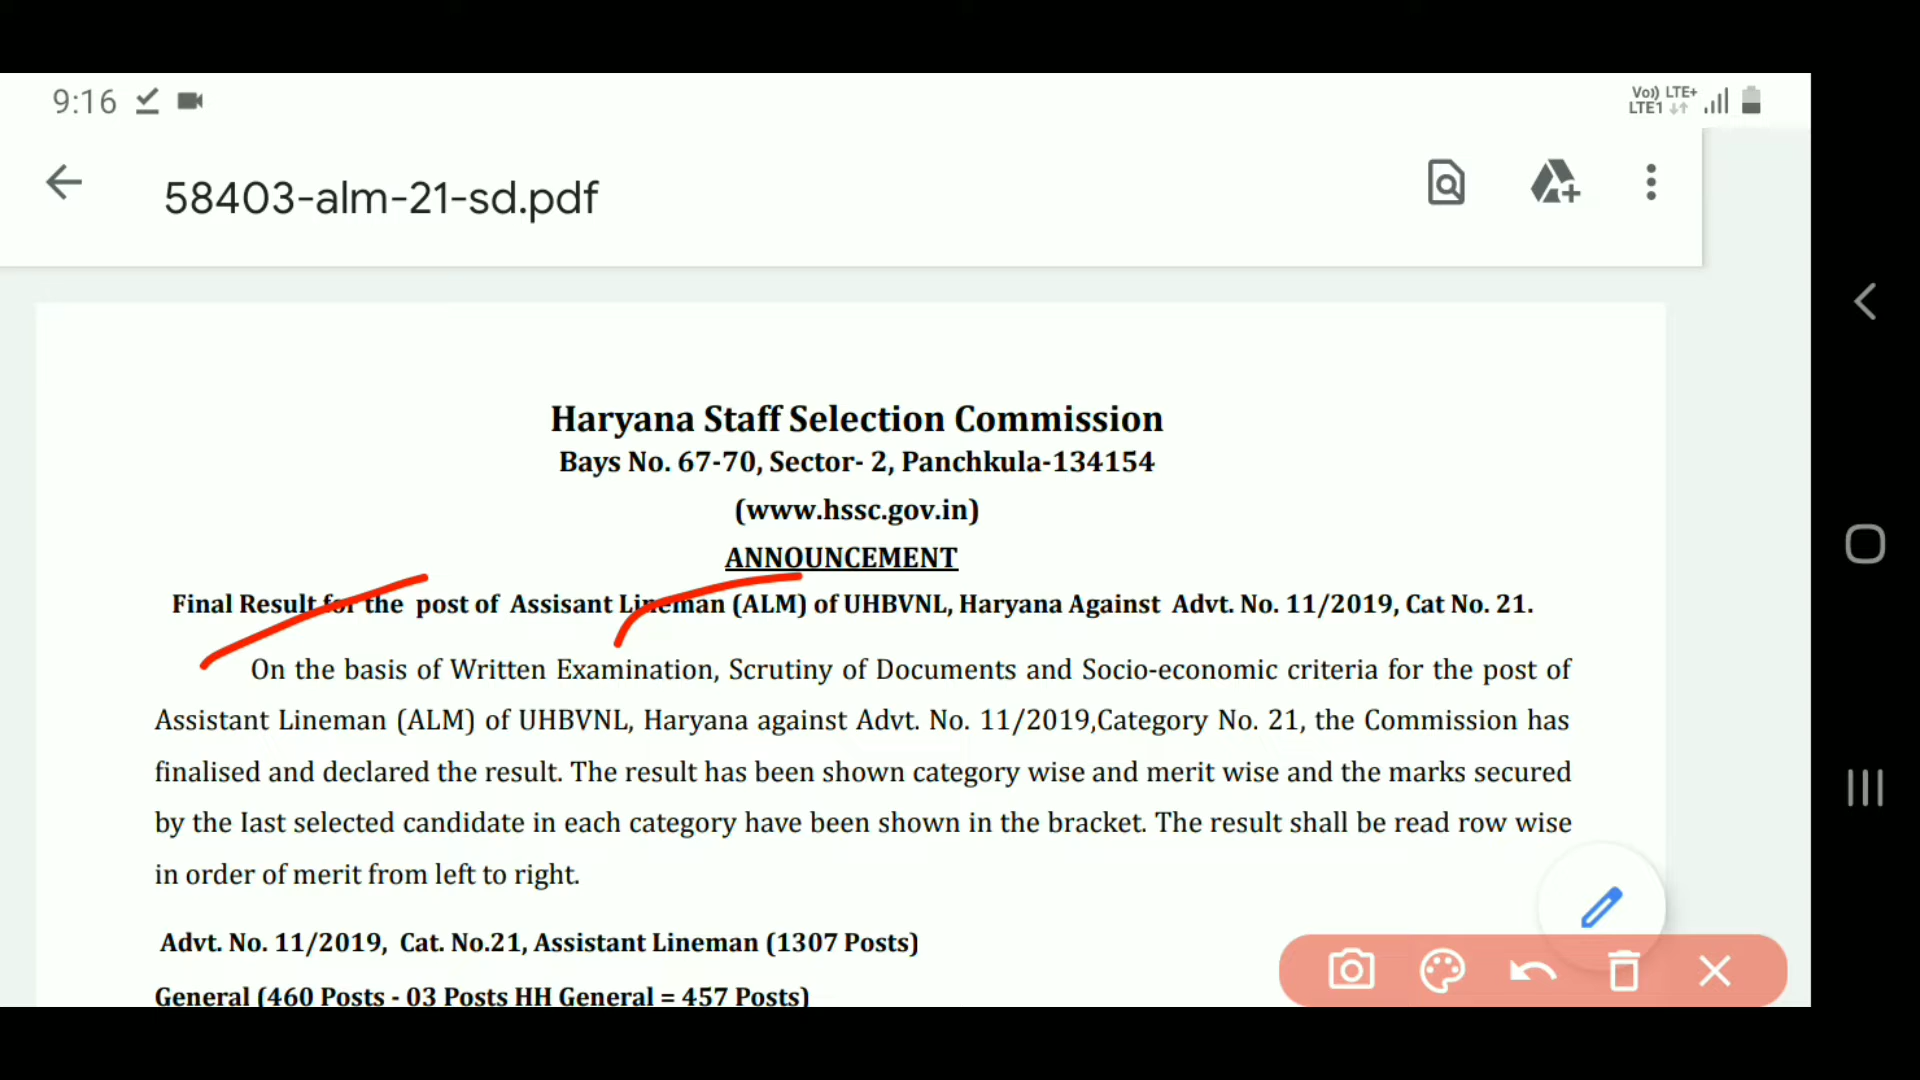 9:16
Vo)) LTE+
LTE1
58403-alm-21-sd.pdf
Haryana Staff Selection Commission
Bays No. 67-70, Sector- 2, Panchkula-134154
(www.hssc.gov.in)
ANNOUNCEMENT
Final Result for the post of Assisant Lineman (ALM) of UHBVNL, Haryana Against Advt. No. 11/2019, Cat No. 21.
On the basis of Written Examination, Scrutiny of Documents and Socio-economic criteria for the post of
Assistant Lineman (ALM) of UHBVNL, Haryana against Advt. No. 11/2019,Category No. 21, the Commission has
finalised and declared the result. The result has been shown category wise and merit wise and the marks secured
by the last selected candidate in each category have been shown in the bracket. The result shall be read row wise
in order of merit from left to right.
Advt. No. 11/2019, Cat. No.21, Assistant Lineman (1307 Posts)
General (460 Posts - 03 Posts HH General = 457 Posts)